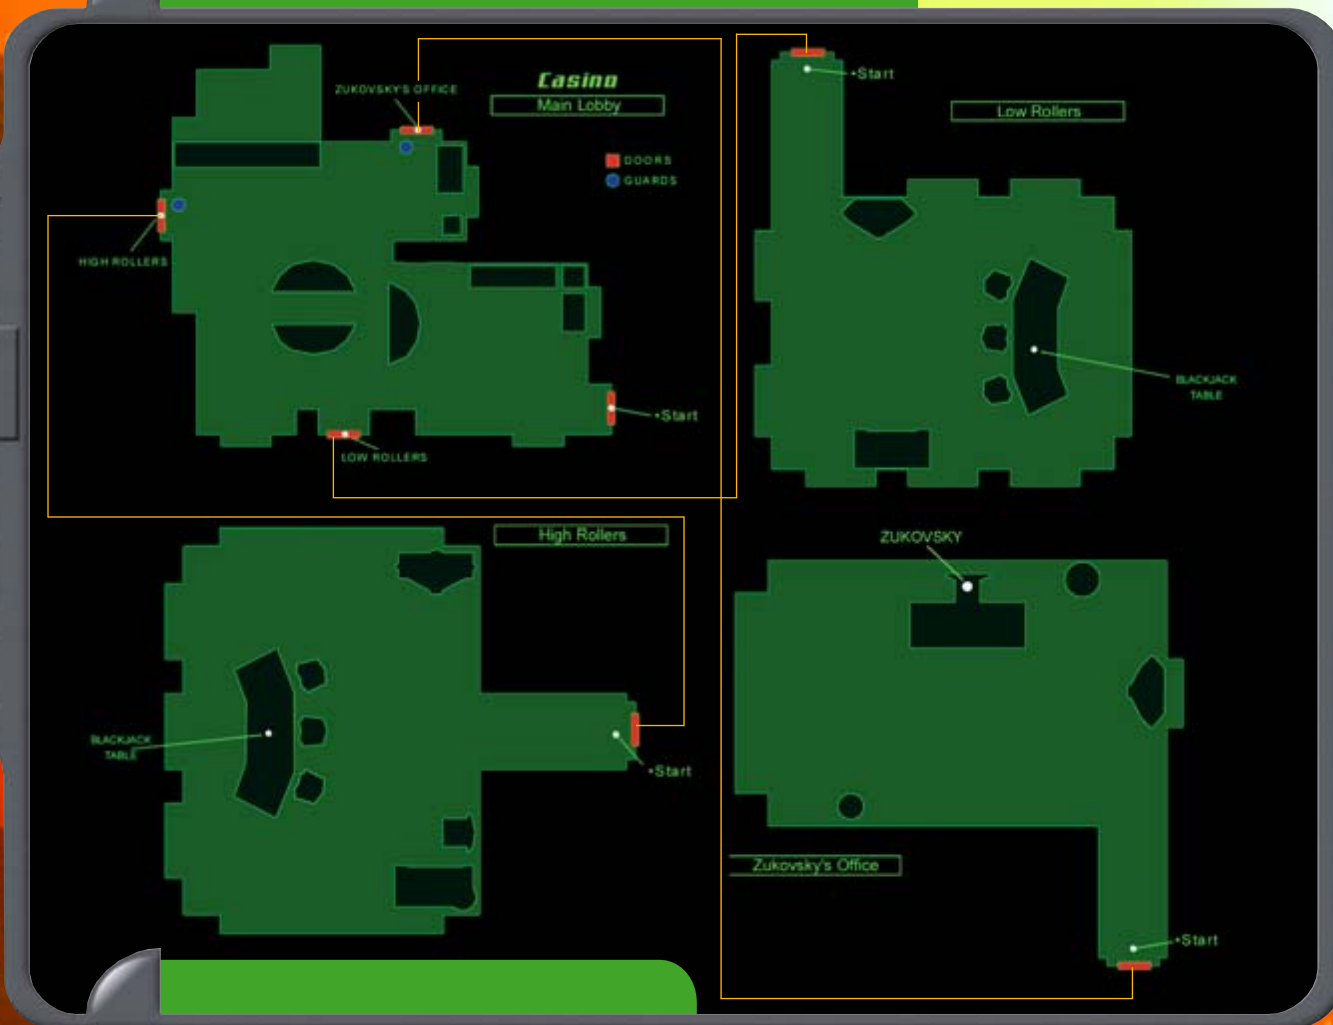 Casino
Main Lobby
ZUKOVSKY'S OFFICE
DOORS
GUARDS
HIGH ROLLERS
•Start
LOW ROLLERS
•Start
Low Rollers
BLACKJACK
TABLE
High Rollers
BLACKJACK
TABLE
•Start
ZUKOVSKY
Zukovsky's Office
•Start